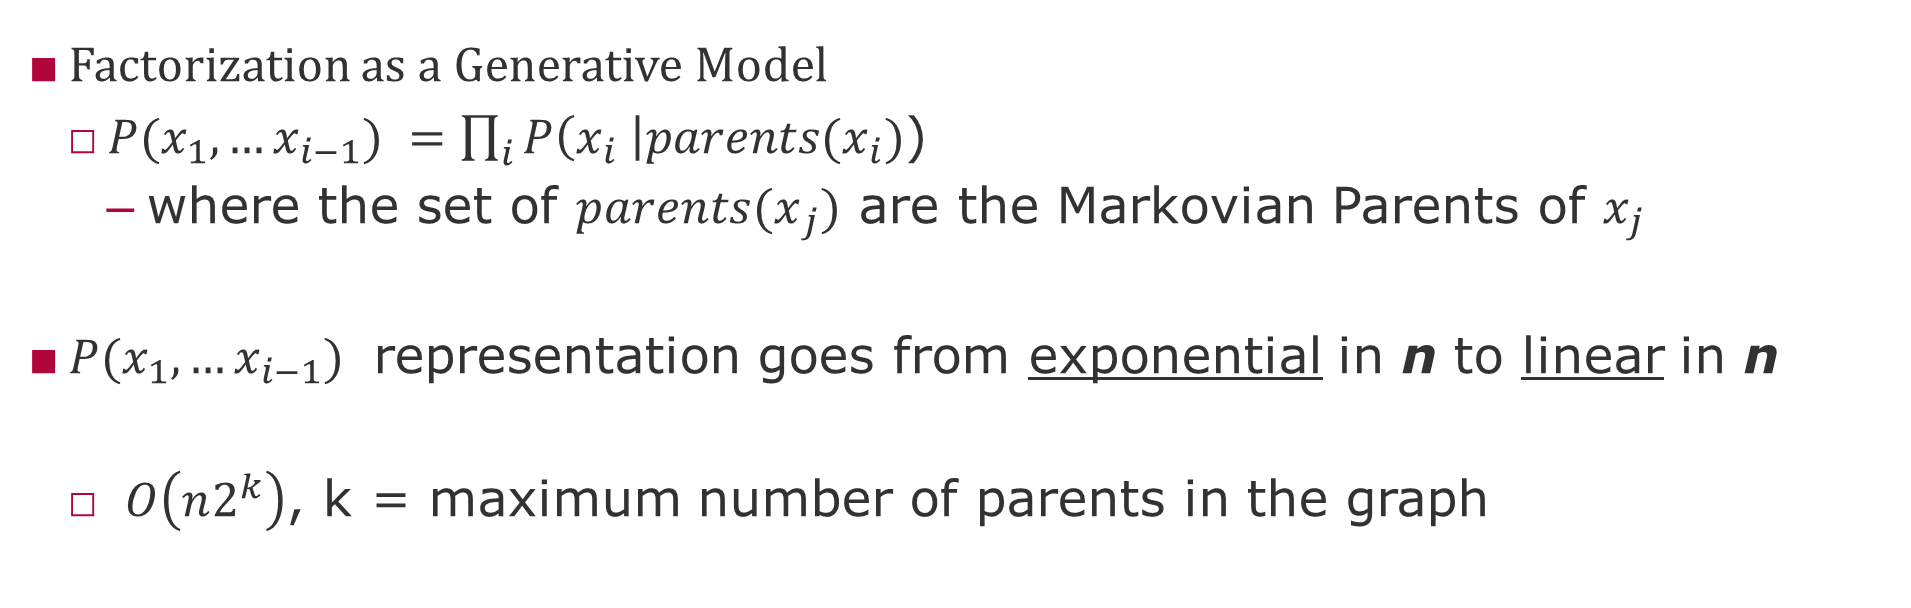 ■ Factorization as a Generative Model
□ P(x₁, … xᵢ₋₁) = ∏ᵢ P(xᵢ |parents(xᵢ))
– where the set of parents(xⱼ) are the Markovian Parents of xⱼ
■ P(x₁, … xᵢ₋₁) representation goes from exponential in n to linear in n
□ O(n2ᵏ), k = maximum number of parents in the graph